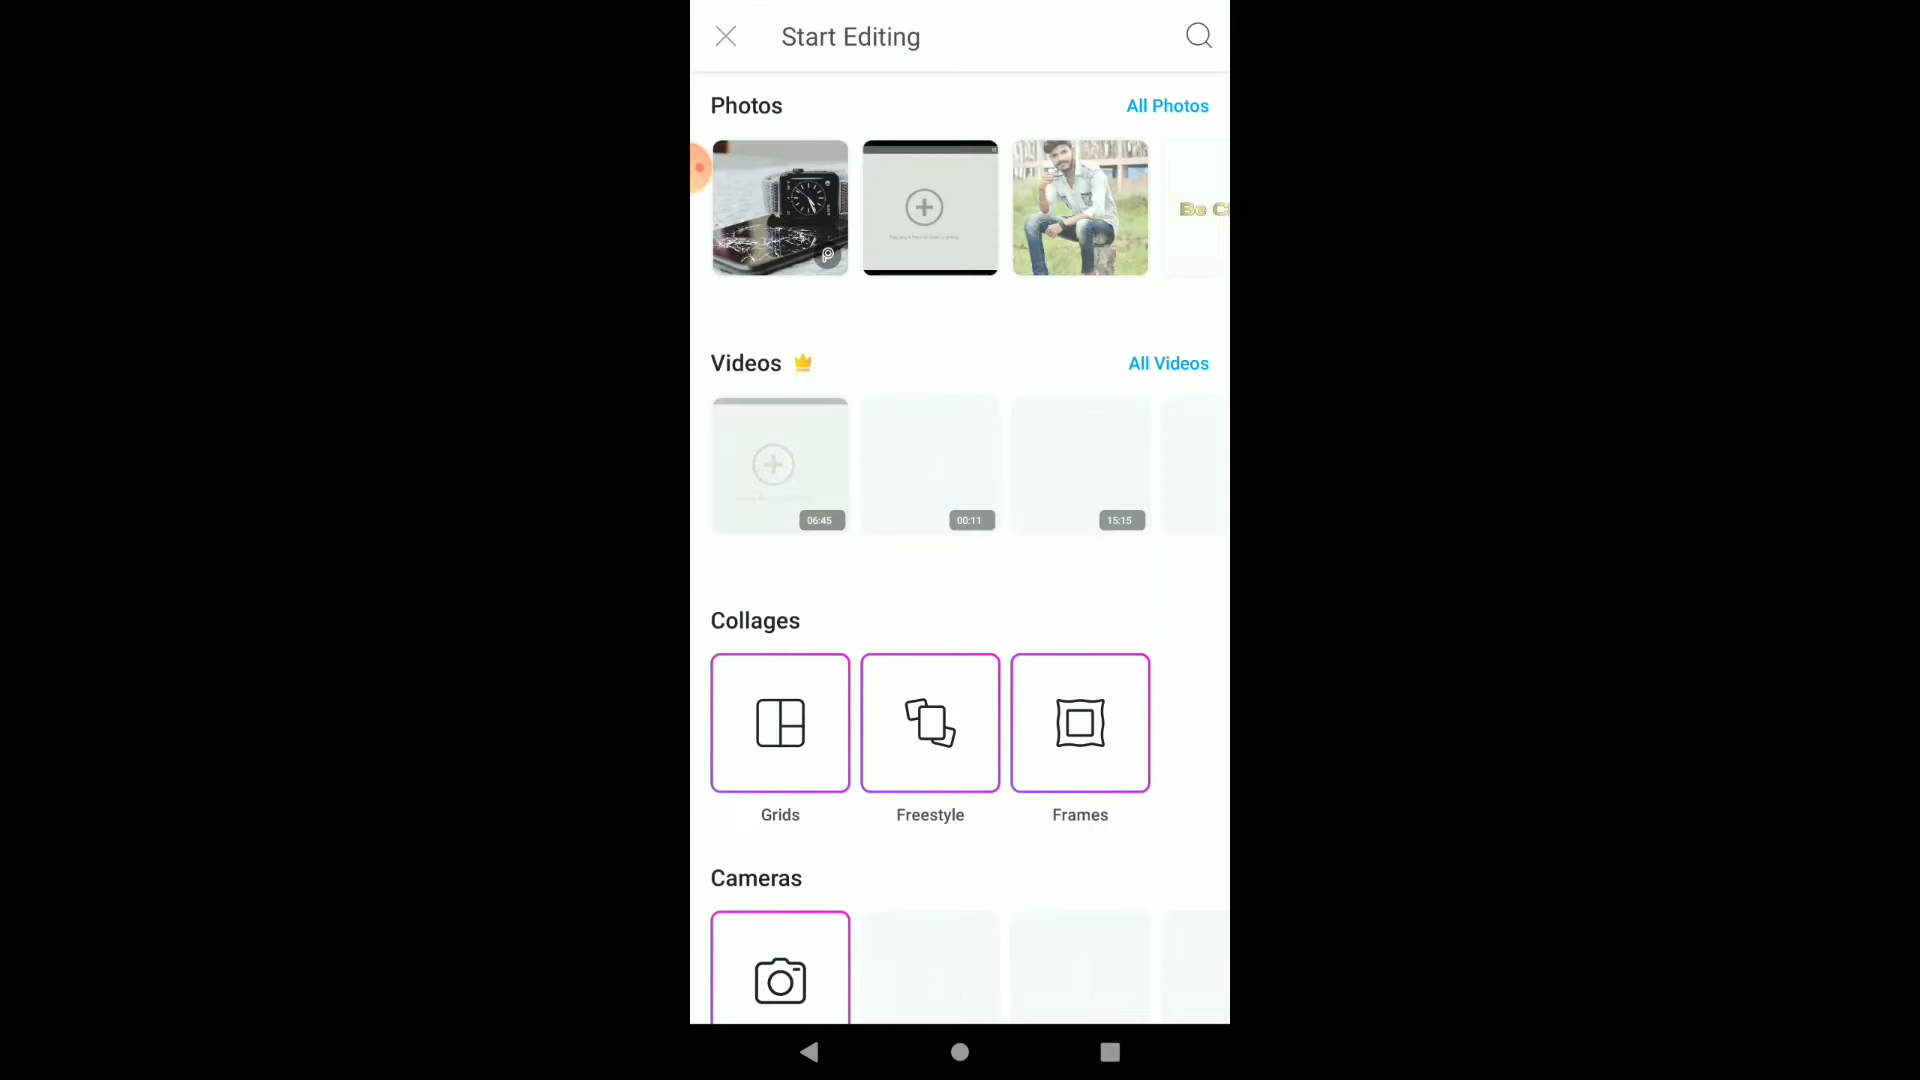 Start Editing
Photos
All Photos
Be C
Videos
All Videos
06:45
00:11
15:15
Collages
Grids
Freestyle
Frames
Cameras